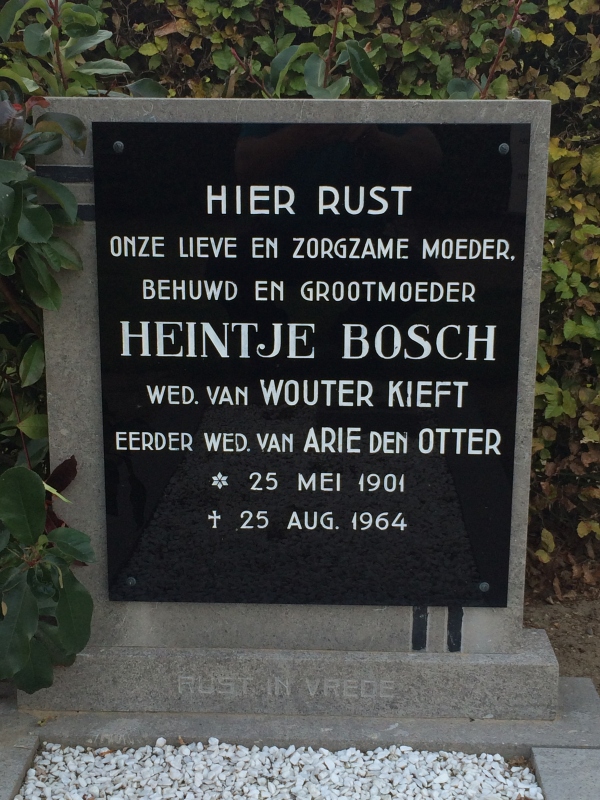 HIER RUST
ONZE LIEVE EN ZORGZAME MOEDER,
BEHUWD EN GROOTMOEDER
HEINTJE BOSCH
WED. VAN WOUTER KIEFT
EERDER WED. VAN ARIE DEN OTTER
* 25 MEI 1901
† 25 AUG. 1964
RUST IN VREDE